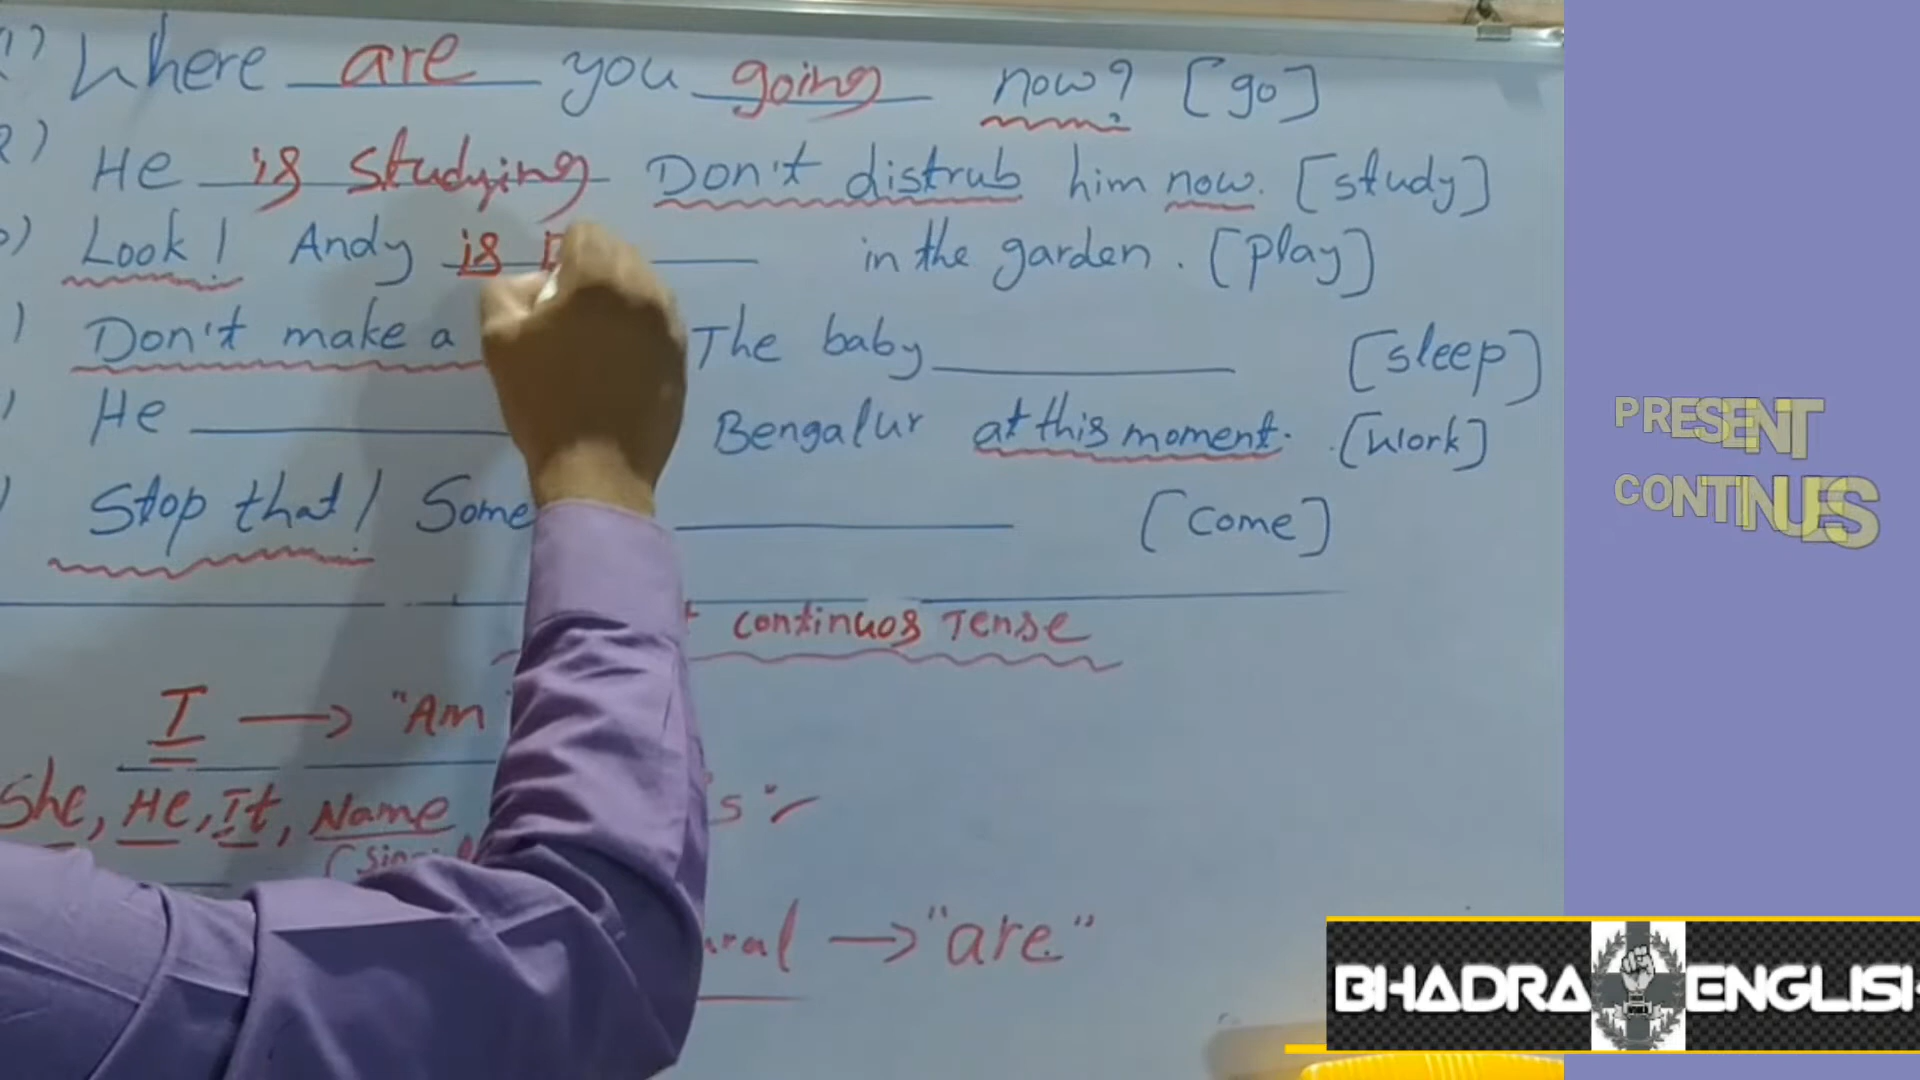 1) Where are you going now? [go]
2) He is studying Don't distrub him now. [study]
) Look! Andy is in the garden. [Play]
) Don't make a The baby [sleep]
) He Bengalur at this moment. [work]
) Stop that! Some [come]
continuos Tense
I → "Am
She, He, It, Name
→ "are"
PRESENT
CONTINUES
BHADRA ENGLISH